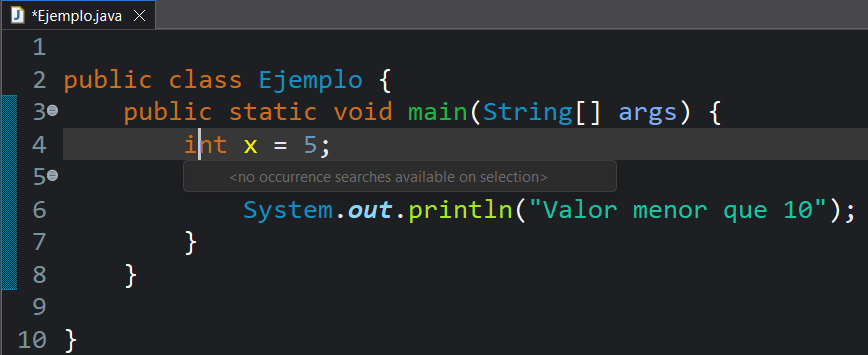 *Ejemplo.java
1
2 public class Ejemplo {
3 public static void main(String[] args) {
4 int x = 5;
<no occurrence searches available on selection>
5
6 System.out.println("Valor menor que 10");
7 }
8 }
9
10 }